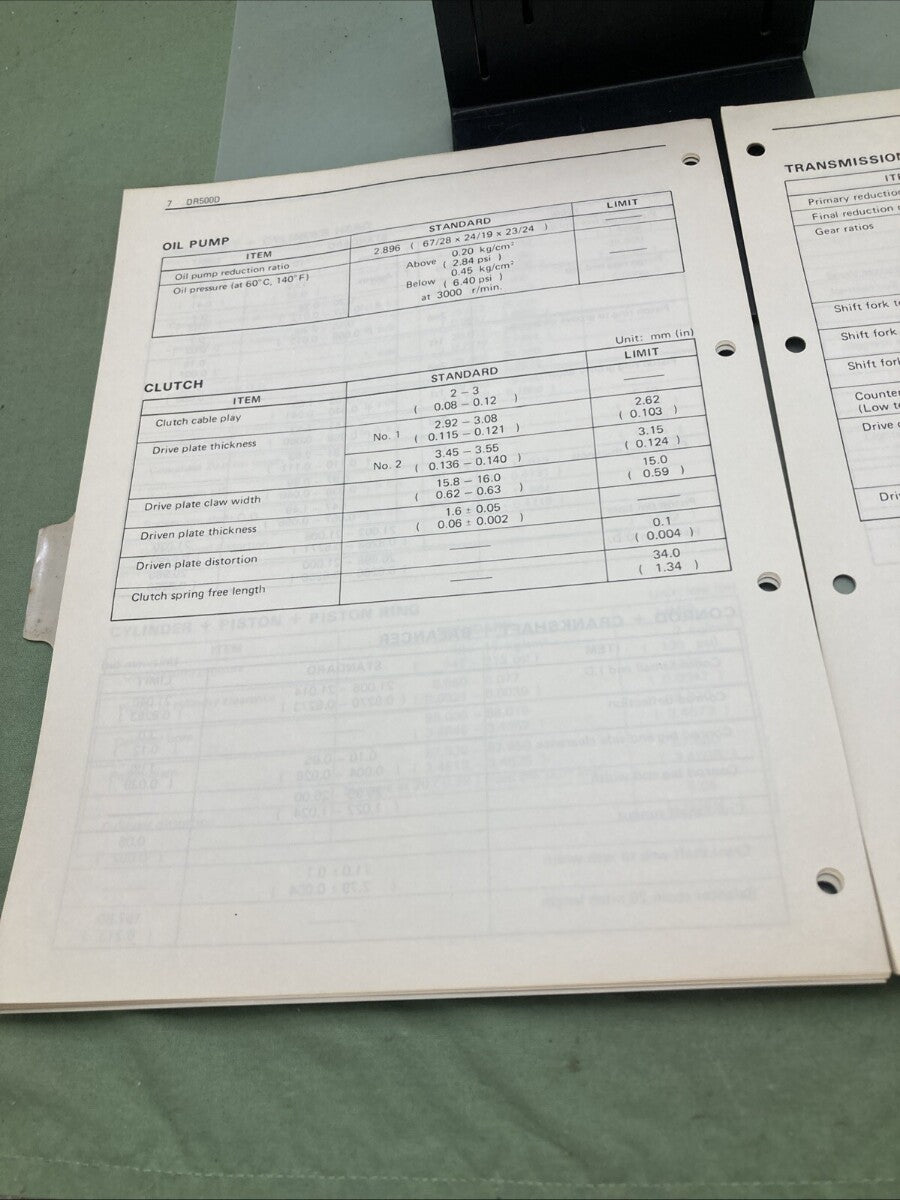 7 DR500D
OIL PUMP
ITEM STANDARD LIMIT
Oil pump reduction ratio 2.896 ( 67/28 x 24/19 x 23/24 ) ——
Oil pressure (at 60°C, 140°F) Above 0.20 kg/cm² ( 2.84 psi ) ——
Below 0.45 kg/cm² ( 6.40 psi )
at 3000 r/min.
CLUTCH
Unit: mm (in)
ITEM STANDARD LIMIT
Clutch cable play 2 – 3 ——
( 0.08 – 0.12 )
Drive plate thickness No. 1 2.92 – 3.08 2.62
( 0.115 – 0.121 ) ( 0.103 )
No. 2 3.45 – 3.55 3.15
( 0.136 – 0.140 ) ( 0.124 )
Drive plate claw width 15.8 – 16.0 15.0
( 0.62 – 0.63 ) ( 0.59 )
Driven plate thickness 1.6 ± 0.05 ——
( 0.06 ± 0.002 )
Driven plate distortion —— 0.1
( 0.004 )
Clutch spring free length —— 34.0
( 1.34 )
TRANSMISSION
Primary reduction
Final reduction
Gear ratios
Shift fork
Shift fork
Shift fork
Counter
(Low
Drive